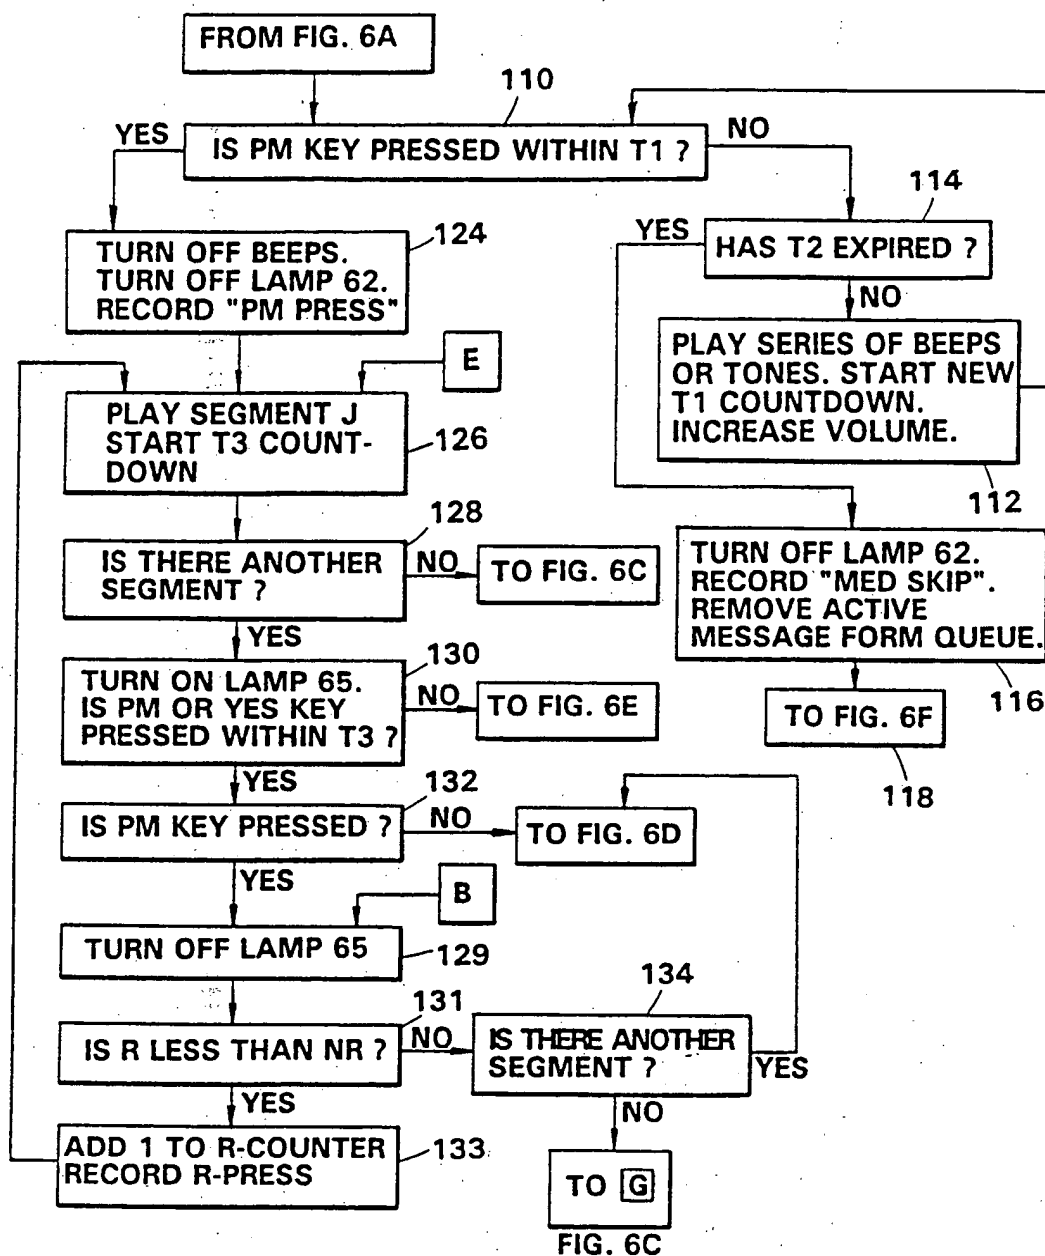 FROM FIG. 6A
110
YES
IS PM KEY PRESSED WITHIN T1 ?
NO
114
124
TURN OFF BEEPS.
TURN OFF LAMP 62.
RECORD "PM PRESS"
YES
HAS T2 EXPIRED ?
NO
E
PLAY SERIES OF BEEPS
OR TONES. START NEW
T1 COUNTDOWN.
INCREASE VOLUME.
112
PLAY SEGMENT J
START T3 COUNT-
DOWN
126
128
IS THERE ANOTHER
SEGMENT ?
NO
TO FIG. 6C
YES
TURN OFF LAMP 62.
RECORD "MED SKIP".
REMOVE ACTIVE
MESSAGE FORM QUEUE.
116
130
TURN ON LAMP 65.
IS PM OR YES KEY
PRESSED WITHIN T3 ?
NO
TO FIG. 6E
TO FIG. 6F
118
YES
132
IS PM KEY PRESSED ?
NO
TO FIG. 6D
YES
B
TURN OFF LAMP 65
129
131
IS R LESS THAN NR ?
NO
134
IS THERE ANOTHER
SEGMENT ?
YES
YES
NO
ADD 1 TO R-COUNTER
RECORD R-PRESS
133
TO G
FIG. 6C